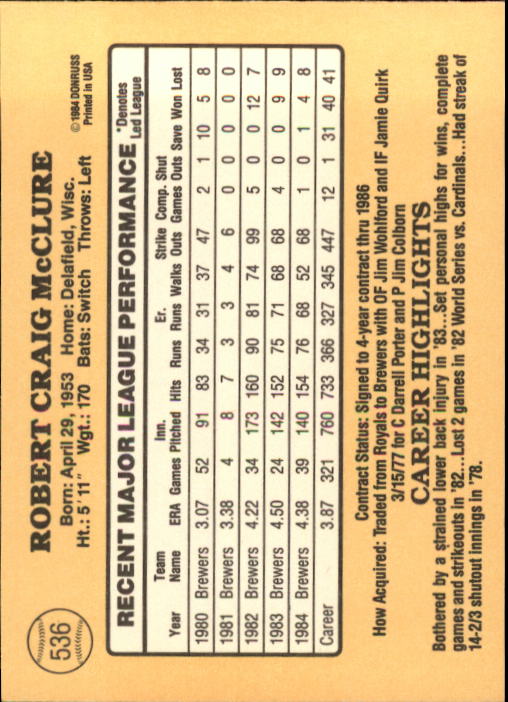 536
ROBERT CRAIG McCLURE
Born: April 29, 1953 Home: Delafield, Wisc.
Ht.: 5'11" Wgt.: 170 Bats: Switch Throws: Left
© 1984 DONRUSS
Printed in USA
RECENT MAJOR LEAGUE PERFORMANCE *Denotes Led League
Year Team Name ERA Games Inn. Pitched Hits Runs Er. Runs Walks Strike Outs Comp. Games Shut Outs Save Won Lost
1980 Brewers 3.07 52 91 83 34 31 37 47 2 1 10 5 8
1981 Brewers 3.38 4 8 7 3 3 4 6 0 0 0 0 0
1982 Brewers 4.22 34 173 160 90 81 74 99 5 0 0 12 7
1983 Brewers 4.50 24 142 152 75 71 68 68 4 0 0 9 9
1984 Brewers 4.38 39 140 154 76 68 52 68 1 0 1 4 8
Career 3.87 321 760 733 366 327 345 447 12 1 31 40 41
Contract Status: Signed to 4-year contract thru 1986
How Acquired: Traded from Royals to Brewers with OF Jim Wohlford and IF Jamie Quirk
3/15/77 for C Darrell Porter and P Jim Colborn
CAREER HIGHLIGHTS
Bothered by a strained lower back injury in '83...Set personal highs for wins, complete
games and strikeouts in '82...Lost 2 games in '82 World Series vs. Cardinals...Had streak of
14-2/3 shutout innings in '78.